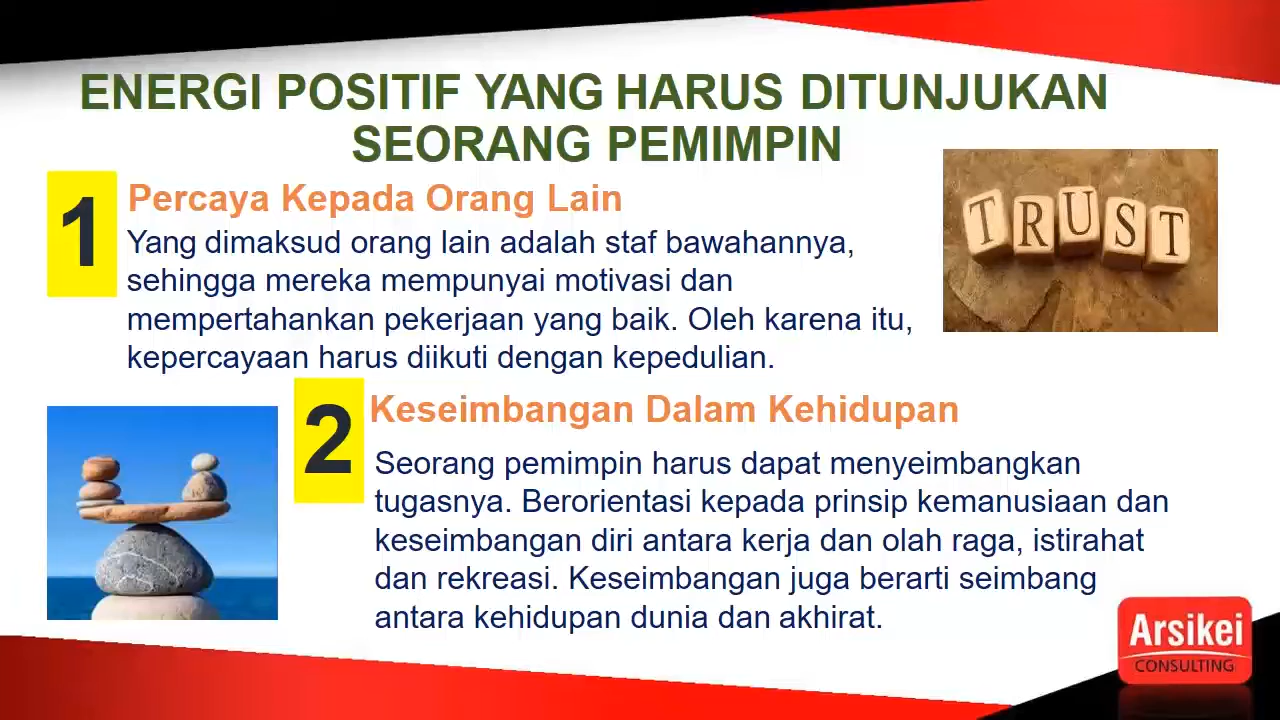 ENERGI POSITIF YANG HARUS DITUNJUKAN
SEORANG PEMIMPIN
1
Percaya Kepada Orang Lain
Yang dimaksud orang lain adalah staf bawahannya,
sehingga mereka mempunyai motivasi dan
mempertahankan pekerjaan yang baik. Oleh karena itu,
kepercayaan harus diikuti dengan kepedulian.
TRUST
2
Keseimbangan Dalam Kehidupan
Seorang pemimpin harus dapat menyeimbangkan
tugasnya. Berorientasi kepada prinsip kemanusiaan dan
keseimbangan diri antara kerja dan olah raga, istirahat
dan rekreasi. Keseimbangan juga berarti seimbang
antara kehidupan dunia dan akhirat.
Arsikei
CONSULTING